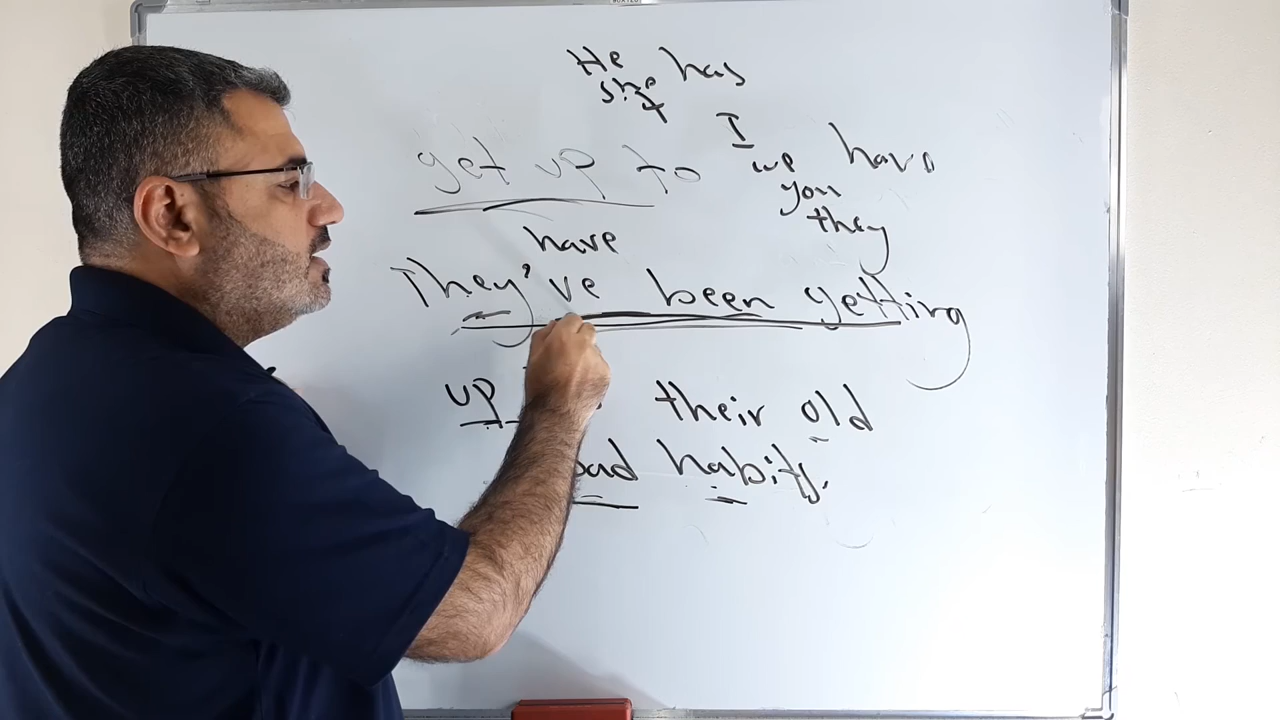 He
she has
it
I
we have
you
they
get up to
have
They've been getting
up their old
bad habits.